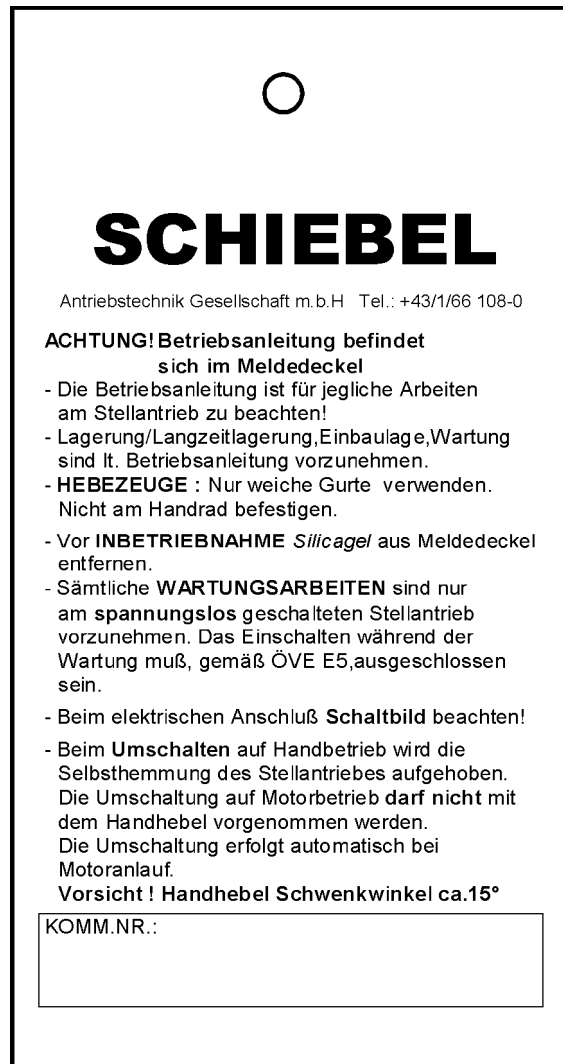 SCHIEBEL
Antriebstechnik Gesellschaft m.b.H Tel.: +43/1/66 108-0
ACHTUNG! Betriebsanleitung befindet
sich im Meldedeckel
- Die Betriebsanleitung ist für jegliche Arbeiten
am Stellantrieb zu beachten!
- Lagerung/Langzeitlagerung,Einbaulage,Wartung
sind lt. Betriebsanleitung vorzunehmen.
- HEBEZEUGE : Nur weiche Gurte verwenden.
Nicht am Handrad befestigen.
- Vor INBETRIEBNAHME Silicagel aus Meldedeckel
entfernen.
- Sämtliche WARTUNGSARBEITEN sind nur
am spannungslos geschalteten Stellantrieb
vorzunehmen. Das Einschalten während der
Wartung muß, gemäß ÖVE E5,ausgeschlossen
sein.
- Beim elektrischen Anschluß Schaltbild beachten!
- Beim Umschalten auf Handbetrieb wird die
Selbsthemmung des Stellantriebes aufgehoben.
Die Umschaltung auf Motorbetrieb darf nicht mit
dem Handhebel vorgenommen werden.
Die Umschaltung erfolgt automatisch bei
Motoranlauf.
Vorsicht ! Handhebel Schwenkwinkel ca.15°
KOMM.NR.: